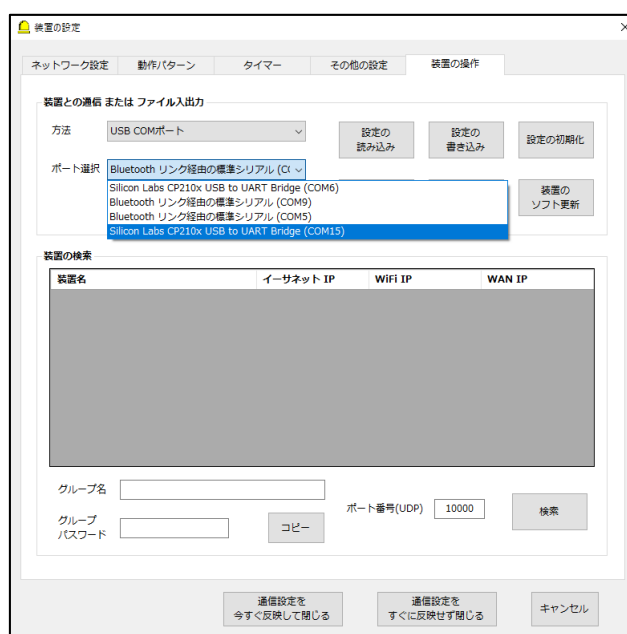 装置の設定
ネットワーク設定 動作パターン タイマー その他の設定 装置の操作
装置との通信 または ファイル入出力
方法 USB COMポート
設定の
読み込み
設定の
書き込み
設定の初期化
ポート選択 Bluetooth リンク経由の標準シリアル (CC
Silicon Labs CP210x USB to UART Bridge (COM6)
Bluetooth リンク経由の標準シリアル (COM9)
Bluetooth リンク経由の標準シリアル (COM5)
Silicon Labs CP210x USB to UART Bridge (COM15)
装置の
ソフト更新
装置の検索
装置名 イーサネット IP WiFi IP WAN IP
グループ名
グループ
パスワード
コピー
ポート番号(UDP) 10000
検索
通信設定を
今すぐ反映して閉じる
通信設定を
すぐに反映せず閉じる
キャンセル